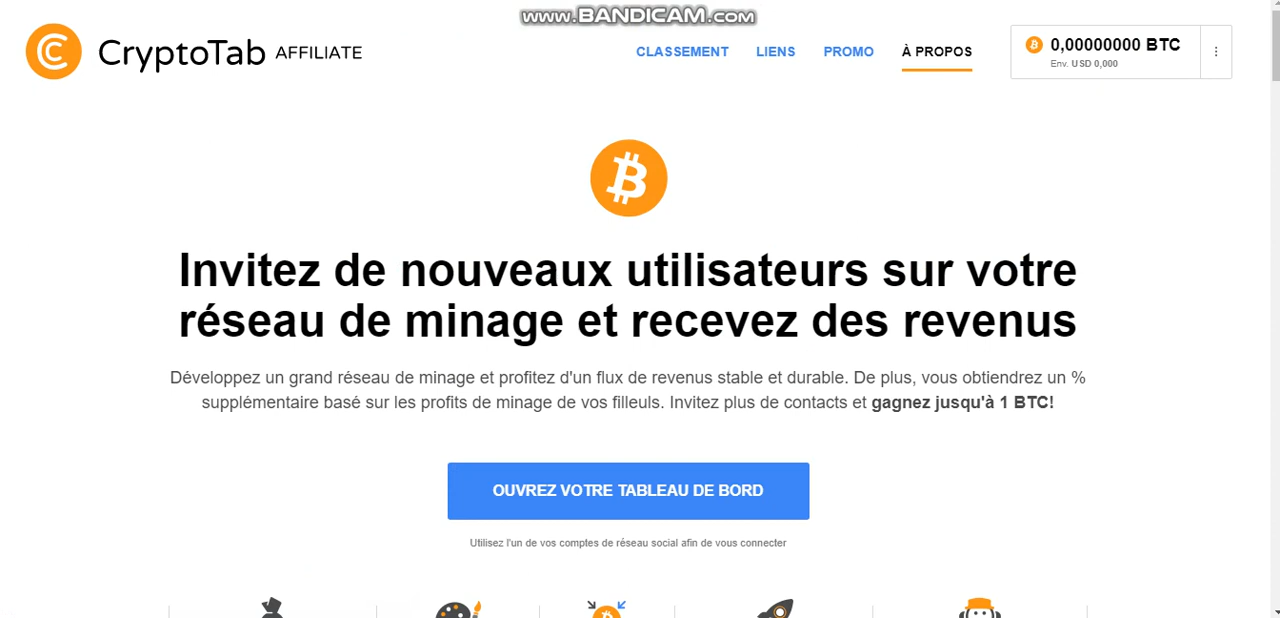 www.BANDICAM.com
CryptoTab AFFILIATE
CLASSEMENT LIENS PROMO À PROPOS
0,00000000 BTC
Env. USD 0,000
Invitez de nouveaux utilisateurs sur votre
réseau de minage et recevez des revenus
Développez un grand réseau de minage et profitez d'un flux de revenus stable et durable. De plus, vous obtiendrez un %
supplémentaire basé sur les profits de minage de vos filleuls. Invitez plus de contacts et gagnez jusqu'à 1 BTC!
OUVREZ VOTRE TABLEAU DE BORD
Utilisez l'un de vos comptes de réseau social afin de vous connecter